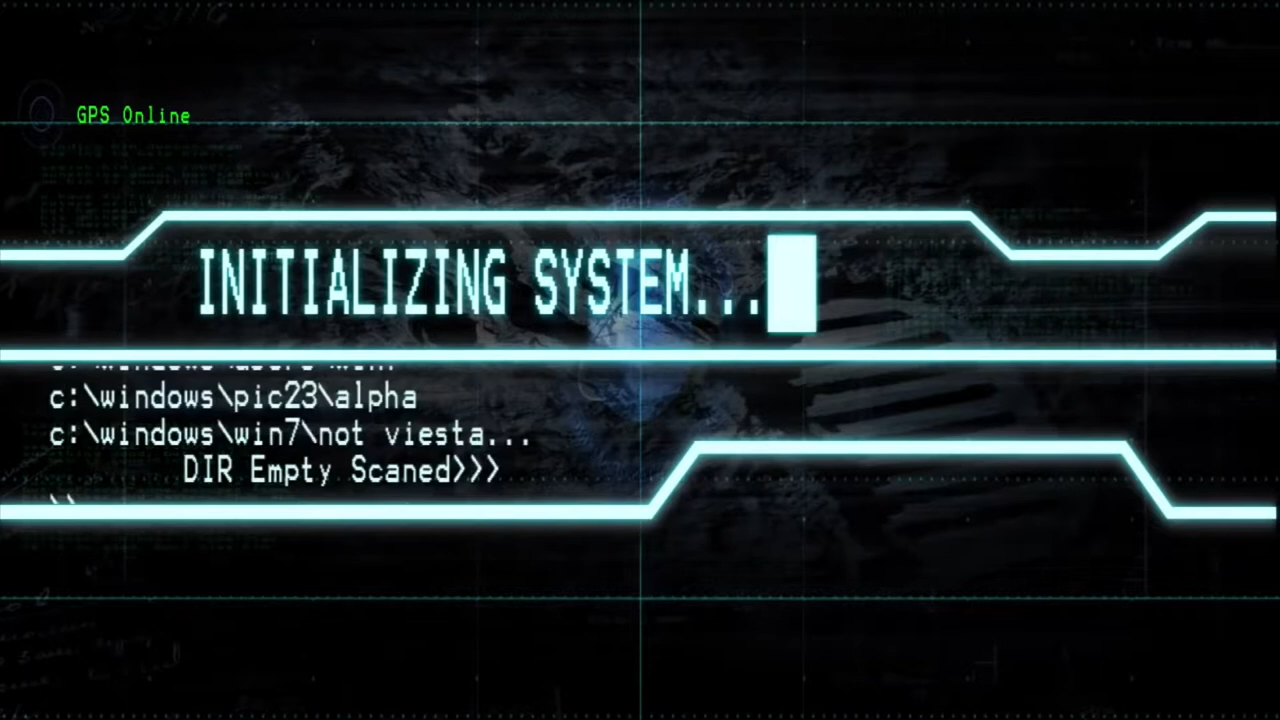 GPS Online
INITIALIZING SYSTEM...
c:\windows\pic23\alpha
c:\windows\win7\not viesta...
DIR Empty Scaned>>>